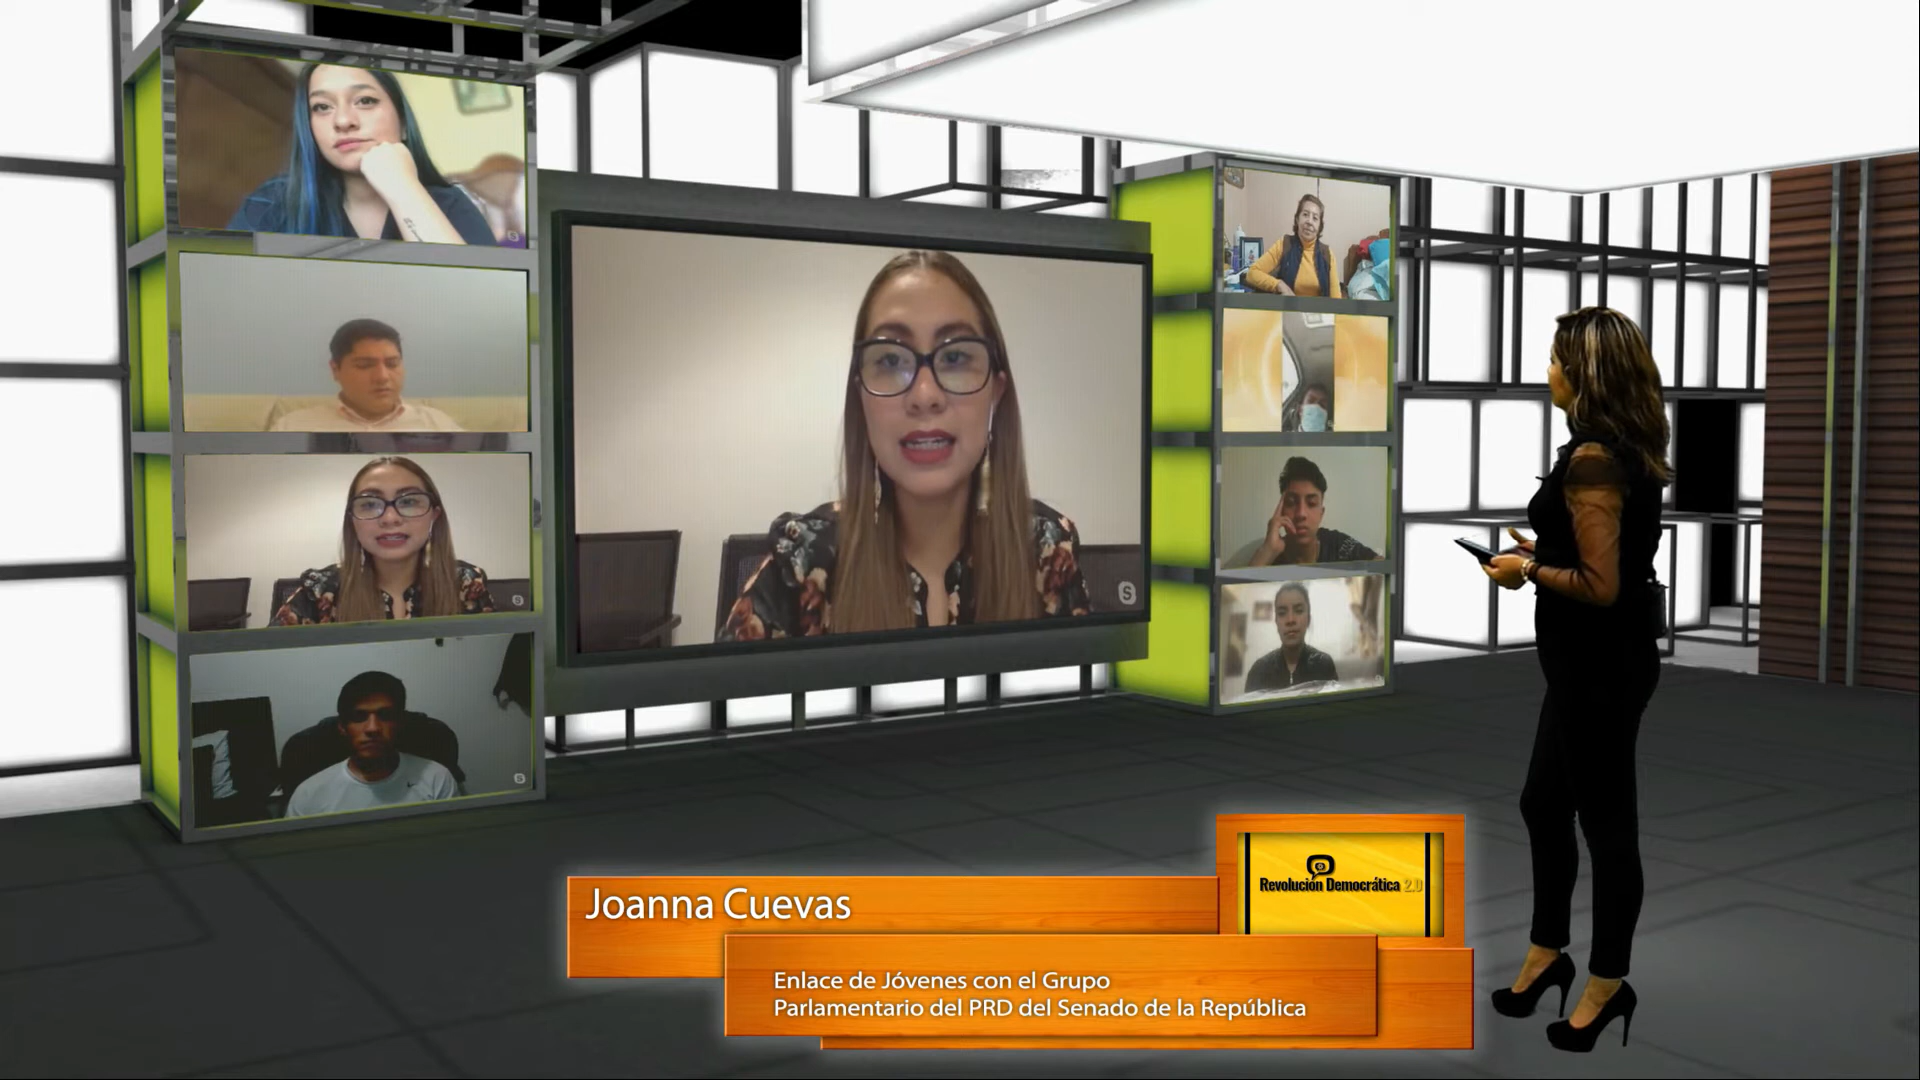 Joanna Cuevas
Revolución Democrática 2.0
Enlace de Jóvenes con el Grupo
Parlamentario del PRD del Senado de la República